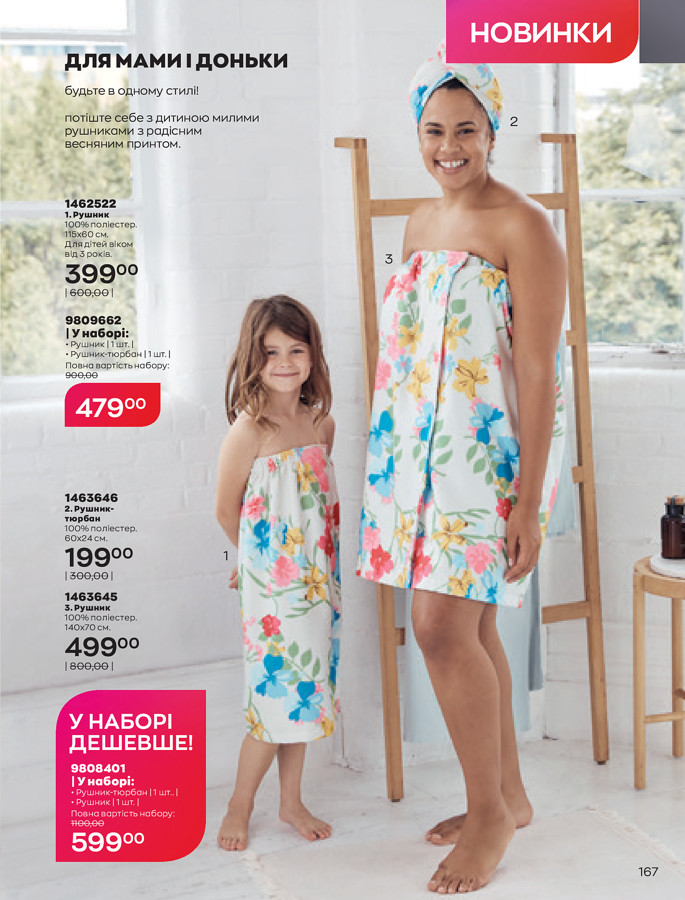 НОВИНКИ
ДЛЯ МАМИ І ДОНЬКИ
будьте в одному стилі!
потіште себе з дитиною милими
рушниками з радісним
весняним принтом.
1462522
1. Рушник
100% поліестер.
115х60 см.
Для дітей віком
від 3 років.
399⁰⁰
| 600,00 |
9809662
| У наборі:
• Рушник | 1 шт. |
• Рушник-тюрбан | 1 шт. |
Повна вартість набору:
900,00
479⁰⁰
1463646
2. Рушник-
тюрбан
100% поліестер.
60х24 см.
199⁰⁰
| 300,00 |
1463645
3. Рушник
100% поліестер.
140х70 см.
499⁰⁰
| 800,00 |
У НАБОРІ
ДЕШЕВШЕ!
9808401
| У наборі:
• Рушник-тюрбан | 1 шт.. |
• Рушник | 1 шт. |
Повна вартість набору:
1100,00
599⁰⁰
2
3
1
167